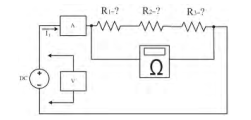 R₁-? R₂-? R₃-?
A
I₁
Ω
V
DC